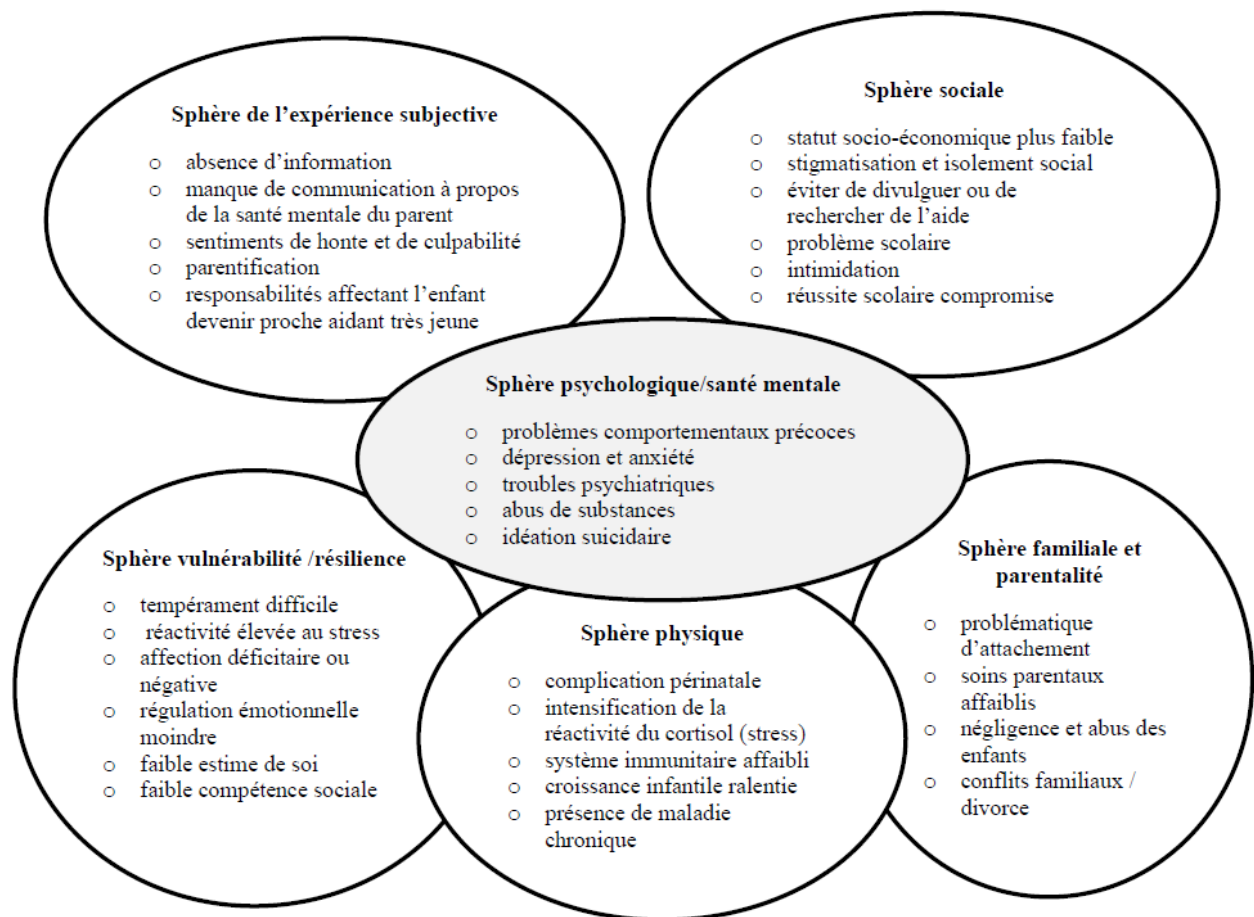 Sphère de l’expérience subjective
o absence d’information
o manque de communication à propos
de la santé mentale du parent
o sentiments de honte et de culpabilité
o parentification
o responsabilités affectant l’enfant
devenir proche aidant très jeune
Sphère sociale
o statut socio-économique plus faible
o stigmatisation et isolement social
o éviter de divulguer ou de
rechercher de l’aide
o problème scolaire
o intimidation
o réussite scolaire compromise
Sphère psychologique/santé mentale
o problèmes comportementaux précoces
o dépression et anxiété
o troubles psychiatriques
o abus de substances
o idéation suicidaire
Sphère vulnérabilité /résilience
o tempérament difficile
o réactivité élevée au stress
o affection déficitaire ou
négative
o régulation émotionnelle
moindre
o faible estime de soi
o faible compétence sociale
Sphère physique
o complication périnatale
o intensification de la
réactivité du cortisol (stress)
o système immunitaire affaibli
o croissance infantile ralentie
o présence de maladie
chronique
Sphère familiale et
parentalité
o problématique
d’attachement
o soins parentaux
affaiblis
o négligence et abus des
enfants
o conflits familiaux /
divorce